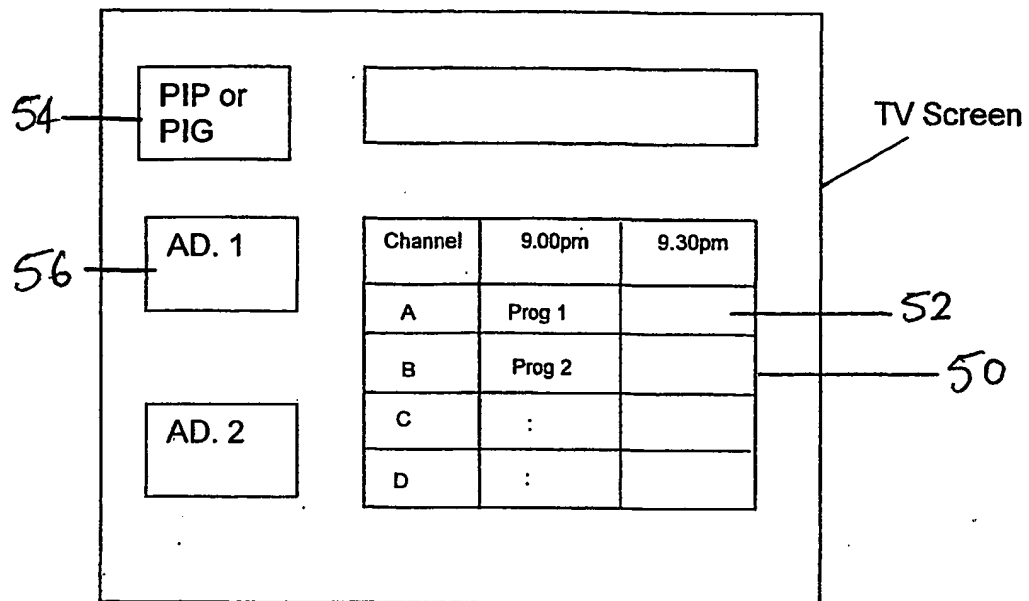 PIP or
PIG
54
TV Screen
AD. 1
56
Channel 9.00pm 9.30pm
A Prog 1
52
B Prog 2
50
C :
AD. 2
D :